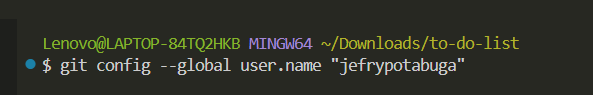 Lenovo@LAPTOP-84TQ2HKB MINGW64 ~/Downloads/to-do-list
$ git config --global user.name "jefrypotabuga"